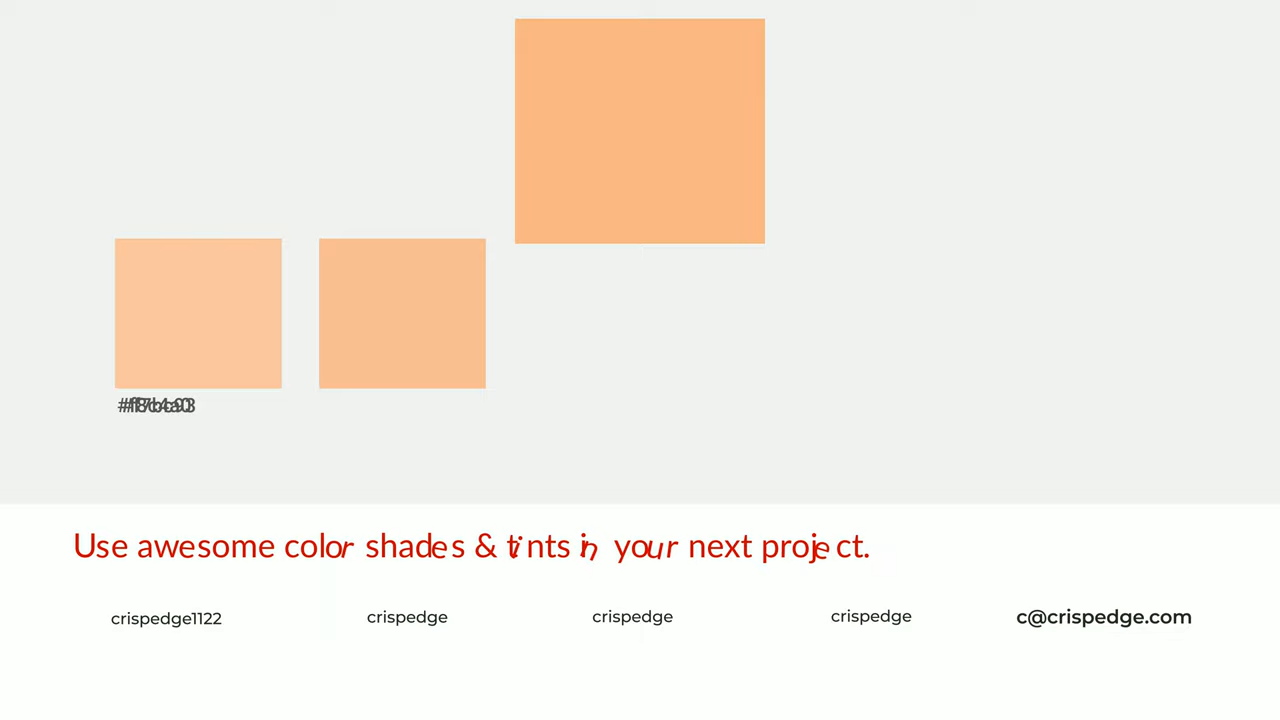 Use awesome color shades & tints in your next project.
crispedge1122 crispedge crispedge crispedge c@crispedge.com